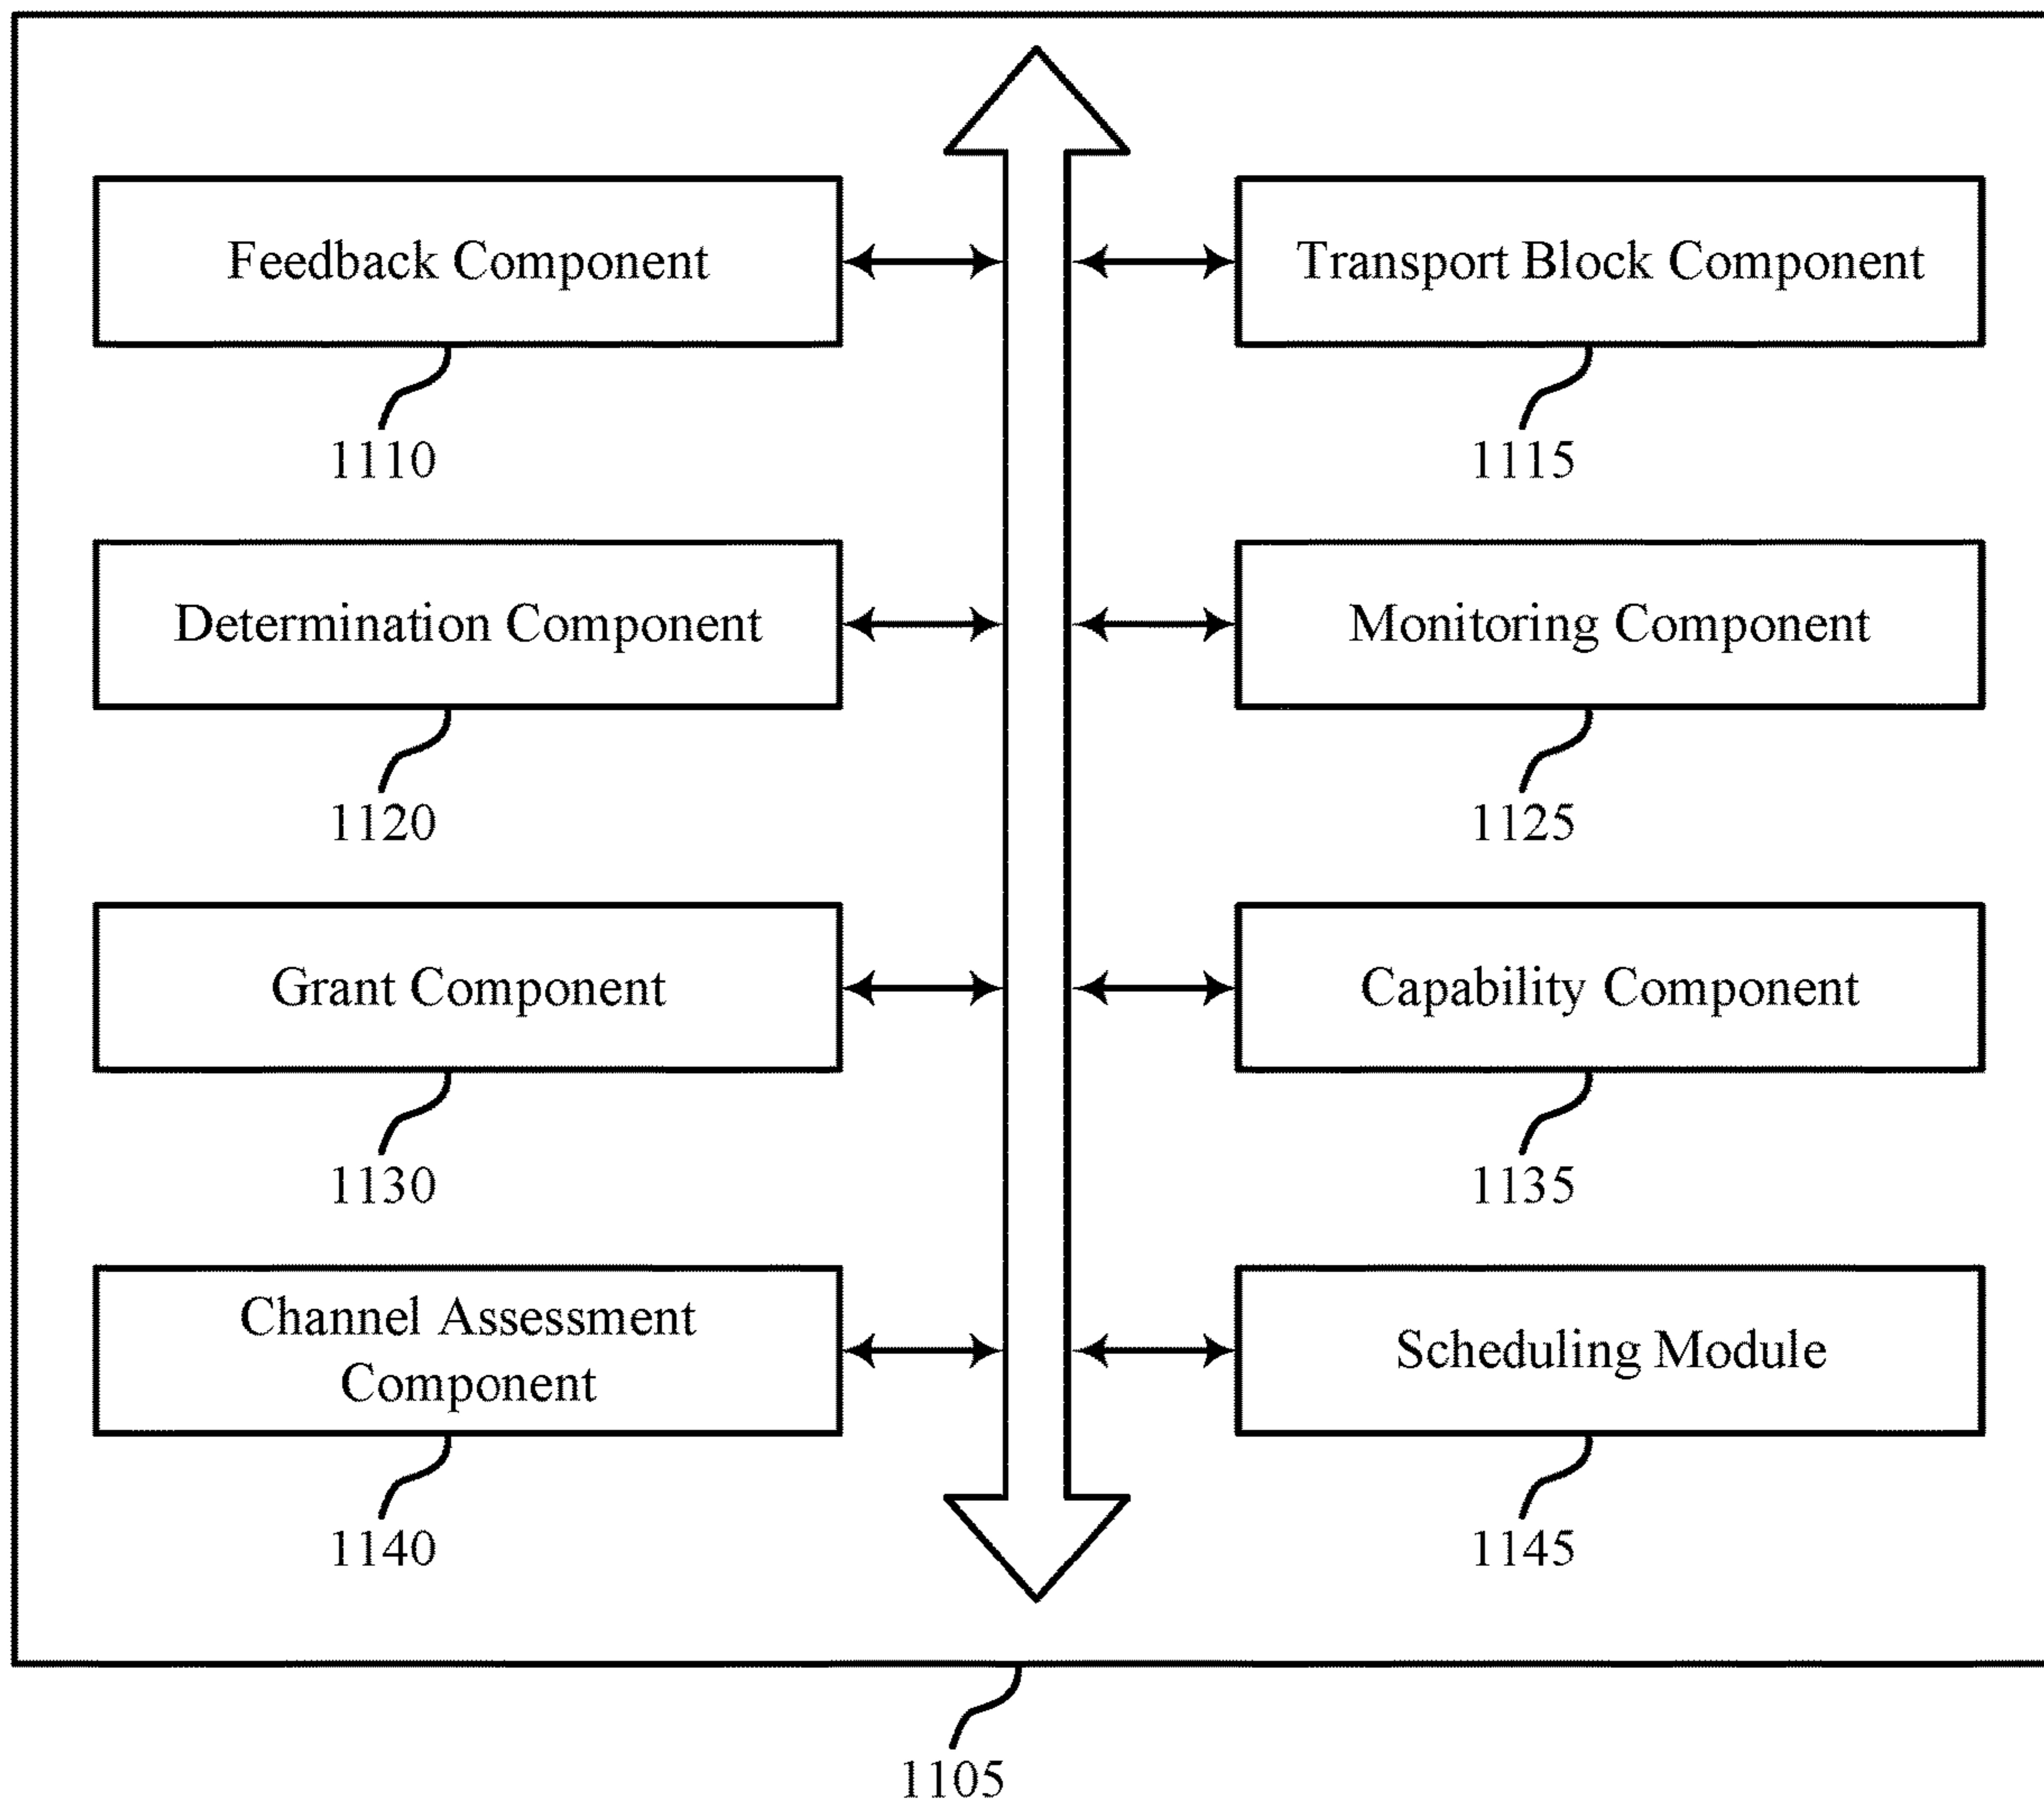 Feedback Component
Transport Block Component
1110
1115
Determination Component
Monitoring Component
1120
1125
Grant Component
Capability Component
1130
1135
Channel Assessment
Component
Scheduling Module
1140
1145
1105